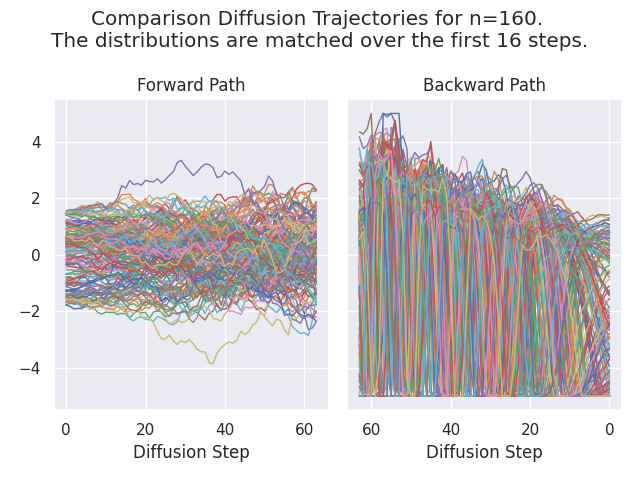 Comparison Diffusion Trajectories for n=160.
The distributions are matched over the first 16 steps.
Forward Path
Backward Path
4
2
0
−2
−4
0 20 40 60
60 40 20 0
Diffusion Step
Diffusion Step